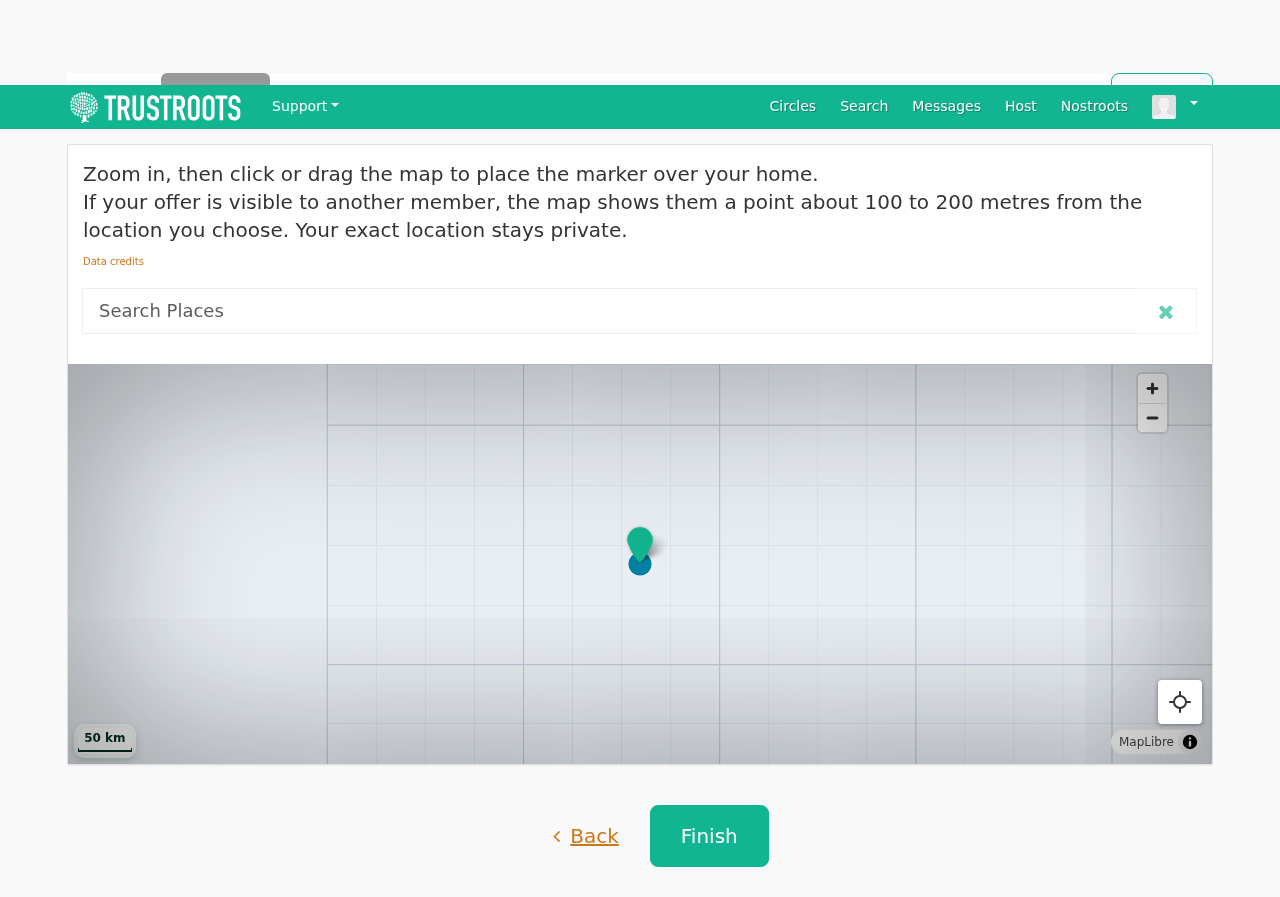 TRUSTROOTS
Support
Circles
Search
Messages
Host
Nostroots
Zoom in, then click or drag the map to place the marker over your home.
If your offer is visible to another member, the map shows them a point about 100 to 200 metres from the
location you choose. Your exact location stays private.
Data credits
Search Places
50 km
MapLibre
Back
Finish